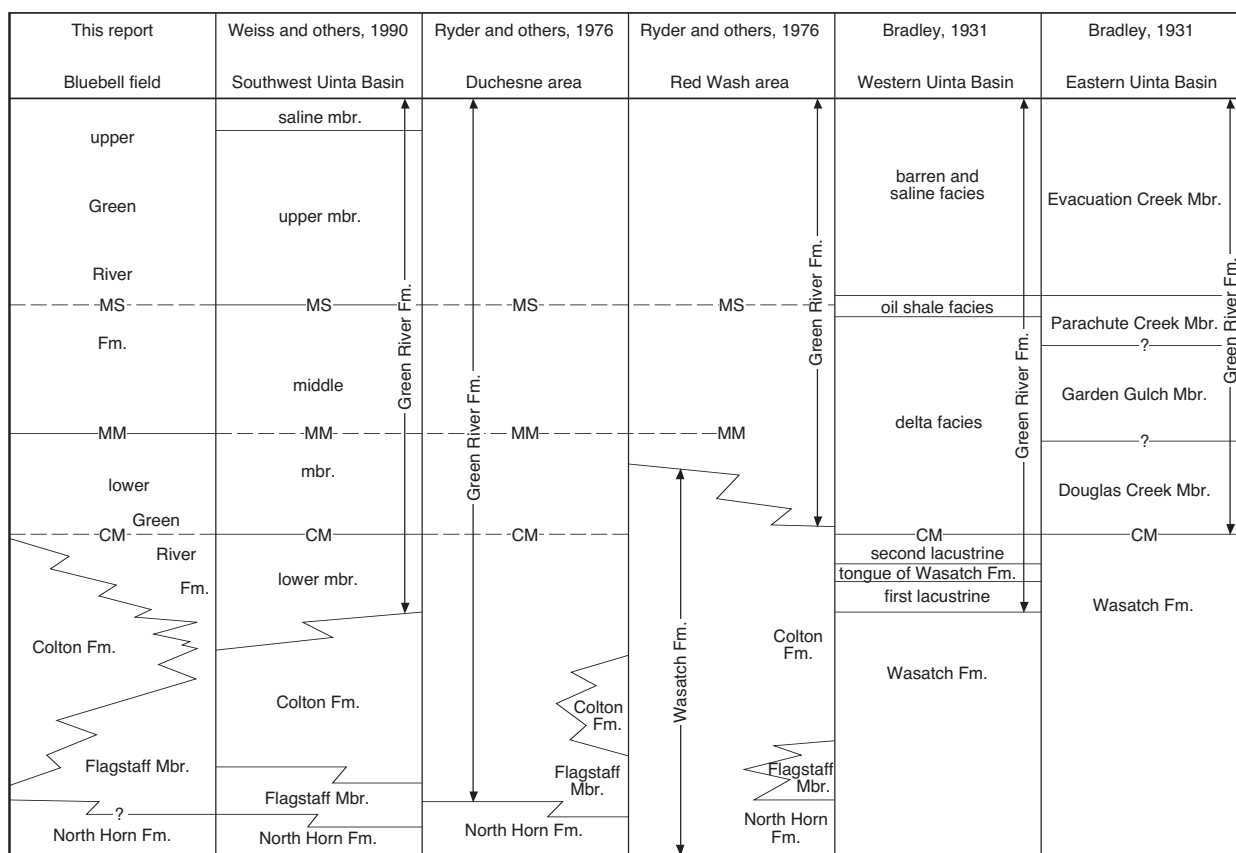 This report
Bluebell field
Weiss and others, 1990
Southwest Uinta Basin
Ryder and others, 1976
Duchesne area
Ryder and others, 1976
Red Wash area
Bradley, 1931
Western Uinta Basin
Bradley, 1931
Eastern Uinta Basin
upper
Green
River
MS
Fm.
MM
lower
Green
CM
River
Fm.
Colton Fm.
Flagstaff Mbr.
?
North Horn Fm.
saline mbr.
upper mbr.
MS
middle
MM
mbr.
CM
lower mbr.
Green River Fm.
Colton Fm.
Flagstaff Mbr.
North Horn Fm.
MS
MM
CM
Green River Fm.
Colton
Fm.
Flagstaff
Mbr.
North Horn Fm.
MS
MM
Green River Fm.
Wasatch Fm.
Colton
Fm.
Flagstaff
Mbr.
North Horn
Fm.
barren and
saline facies
oil shale facies
delta facies
Green River Fm.
CM
second lacustrine
tongue of Wasatch Fm.
first lacustrine
Wasatch Fm.
Evacuation Creek Mbr.
Parachute Creek Mbr.
?
Garden Gulch Mbr.
?
Douglas Creek Mbr.
Green River Fm.
CM
Wasatch Fm.